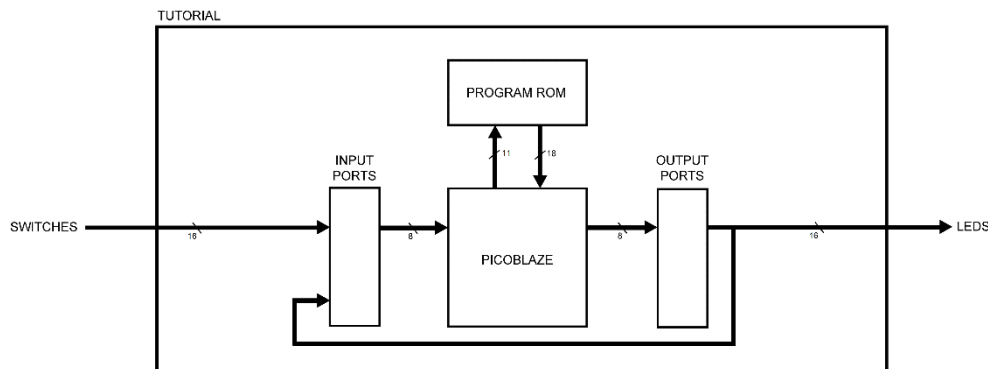 TUTORIAL
PROGRAM ROM
11
18
INPUT
PORTS
OUTPUT
PORTS
SWITCHES
16
8
PICOBLAZE
8
16
LEDS